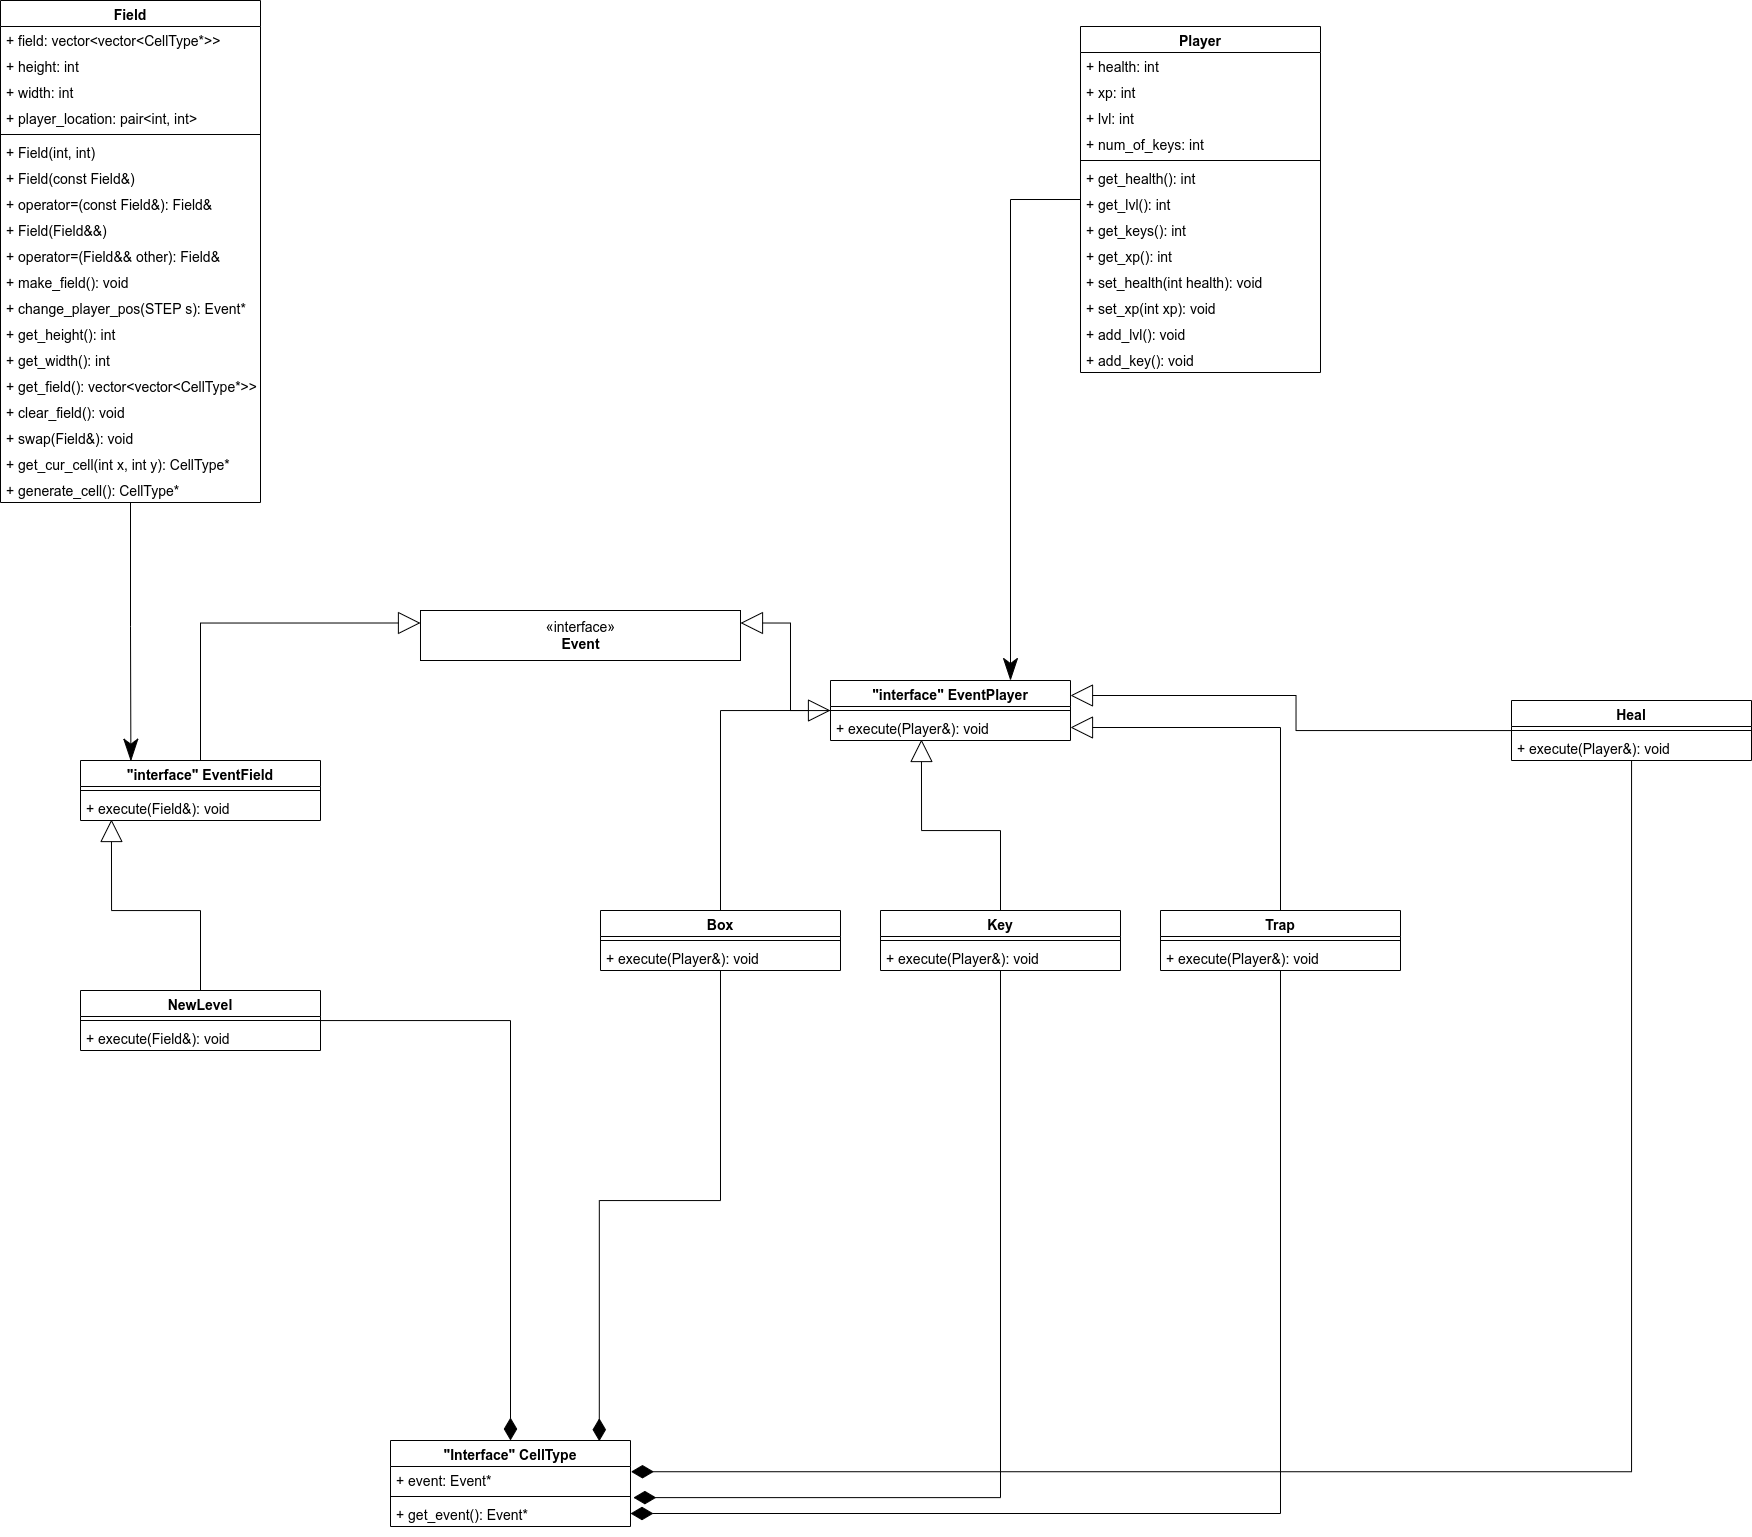 Field
+ field: vector<vector<CellType*>>
+ height: int
+ width: int
+ player_location: pair<int, int>
+ Field(int, int)
+ Field(const Field&)
+ operator=(const Field&): Field&
+ Field(Field&&)
+ operator=(Field&& other): Field&
+ make_field(): void
+ change_player_pos(STEP s): Event*
+ get_height(): int
+ get_width(): int
+ get_field(): vector<vector<CellType*>>
+ clear_field(): void
+ swap(Field&): void
+ get_cur_cell(int x, int y): CellType*
+ generate_cell(): CellType*
Player
+ health: int
+ xp: int
+ lvl: int
+ num_of_keys: int
+ get_health(): int
+ get_lvl(): int
+ get_keys(): int
+ get_xp(): int
+ set_health(int health): void
+ set_xp(int xp): void
+ add_lvl(): void
+ add_key(): void
«interface»
Event
"interface" EventPlayer
+ execute(Player&): void
Heal
+ execute(Player&): void
"interface" EventField
+ execute(Field&): void
Box
+ execute(Player&): void
Key
+ execute(Player&): void
Trap
+ execute(Player&): void
NewLevel
+ execute(Field&): void
"Interface" CellType
+ event: Event*
+ get_event(): Event*